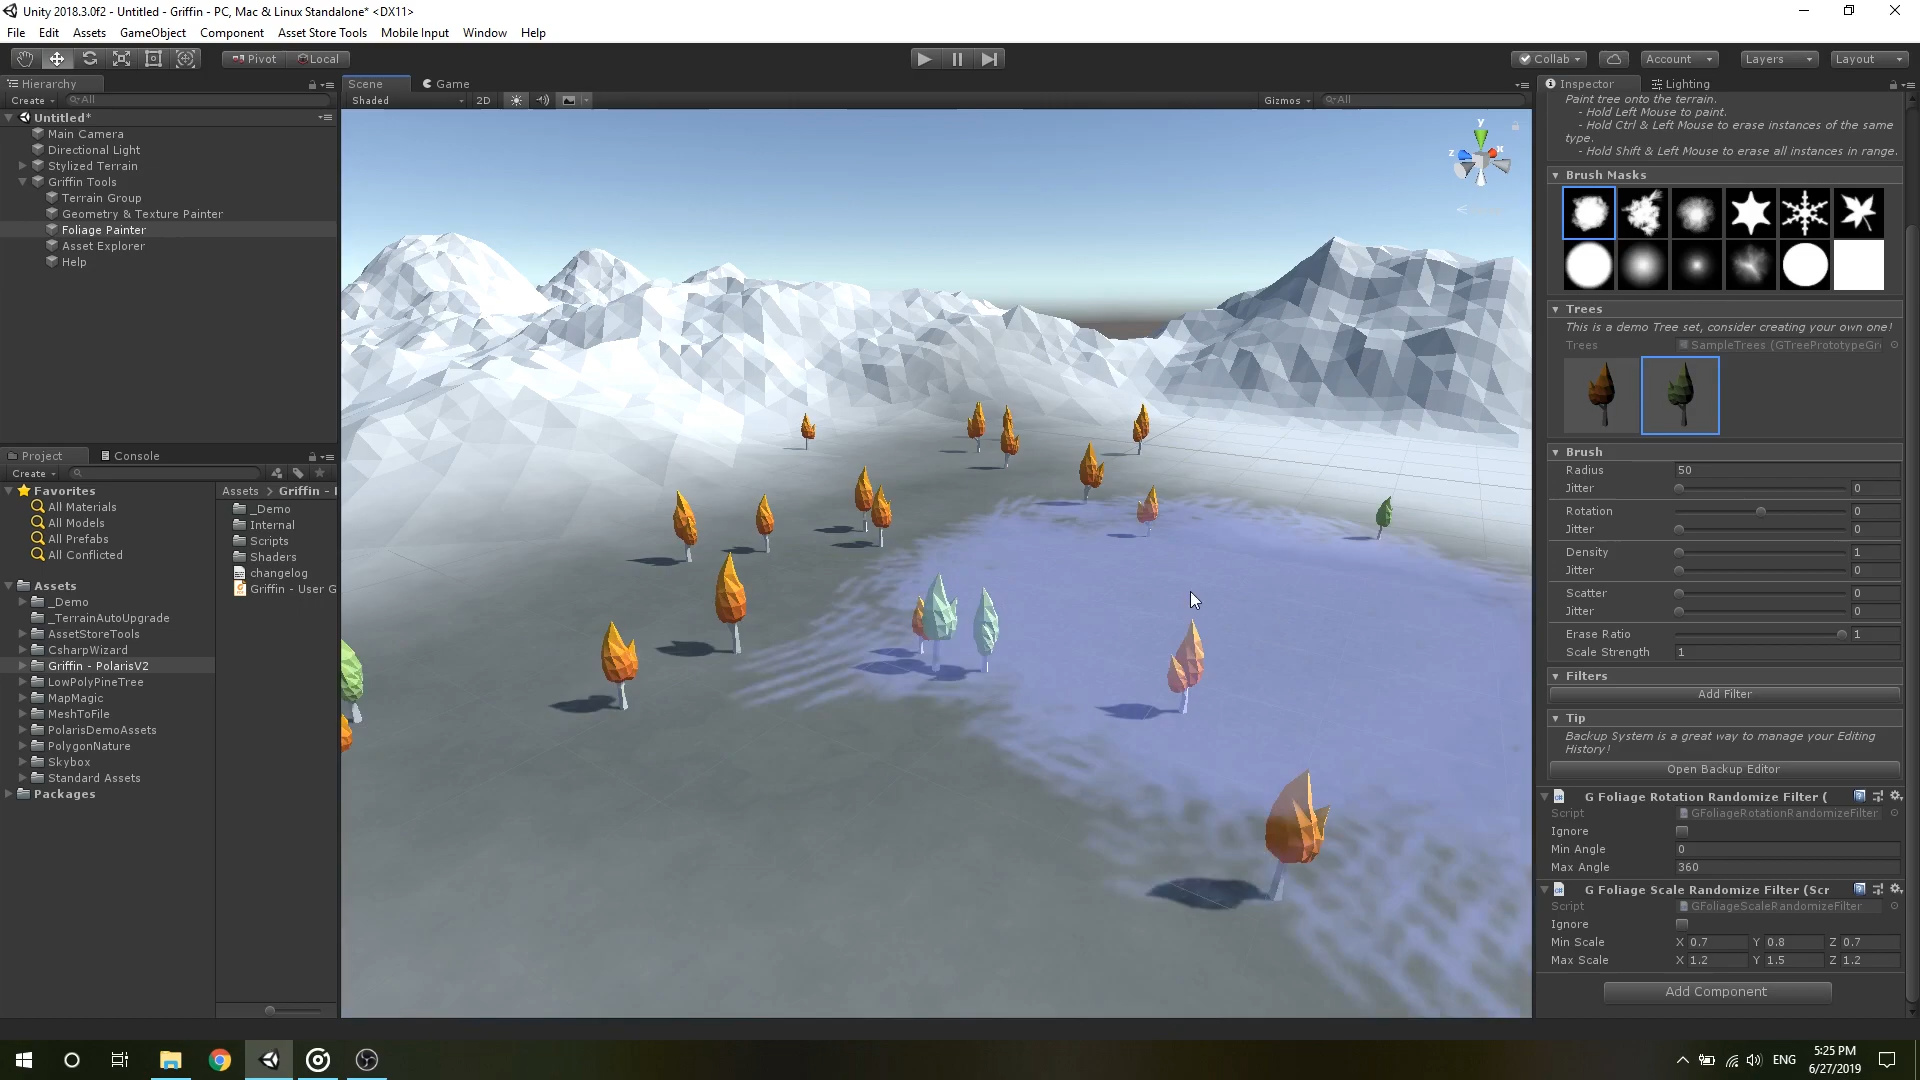 Unity 2018.3.0f2 - Untitled - Griffin - PC, Mac & Linux Standalone* <DX11>
File Edit Assets GameObject Component Asset Store Tools Mobile Input Window Help
Pivot Local Collab Account Layers Layout
Hierarchy
Create All
Untitled*
Main Camera
Directional Light
Stylized Terrain
Griffin Tools
Terrain Group
Geometry & Texture Painter
Foliage Painter
Asset Explorer
Help
Project Console
Create
Favorites
All Materials
All Models
All Prefabs
All Conflicted
Assets
_Demo
_TerrainAutoUpgrade
AssetStoreTools
CsharpWizard
Griffin - PolarisV2
LowPolyPineTree
MapMagic
MeshToFile
PolarisDemoAssets
PolygonNature
Skybox
Standard Assets
Packages
Assets > Griffin -
_Demo
Internal
Scripts
Shaders
changelog
Griffin - User G
Scene Game
Shaded 2D Gizmos All
y
z x
Inspector Lighting
Paint tree onto the terrain.
- Hold Left Mouse to paint.
- Hold Ctrl & Left Mouse to erase instances of the same
type.
- Hold Shift & Left Mouse to erase all instances in range.
Brush Masks
Trees
This is a demo Tree set, consider creating your own one!
Trees SampleTrees (GTreePrototypeGr
Brush
Radius 50
Jitter 0
Rotation 0
Jitter 0
Density 1
Jitter 0
Scatter 0
Jitter 0
Erase Ratio 1
Scale Strength 1
Filters
Add Filter
Tip
Backup System is a great way to manage your Editing
History!
Open Backup Editor
G Foliage Rotation Randomize Filter (
Script GFoliageRotationRandomizeFilter
Ignore
Min Angle 0
Max Angle 360
G Foliage Scale Randomize Filter (Scr
Script GFoliageScaleRandomizeFilter
Ignore
Min Scale X 0.7 Y 0.8 Z 0.7
Max Scale X 1.2 Y 1.5 Z 1.2
Add Component
ENG
5:25 PM
6/27/2019